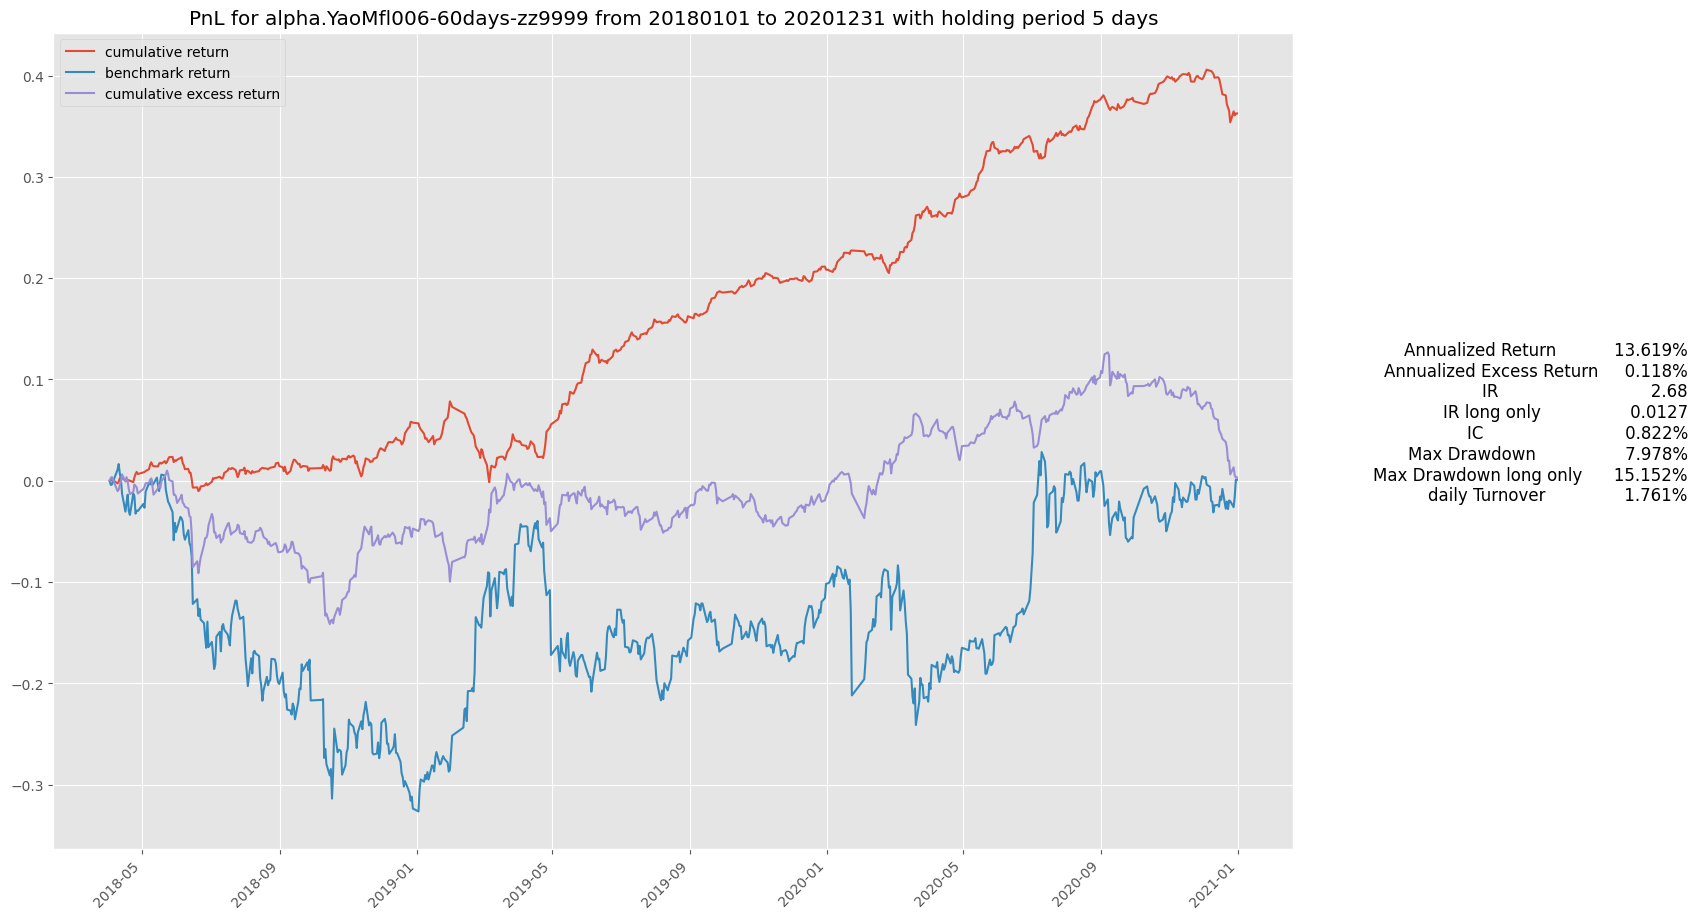 PnL for alpha.YaoMfl006-60days-zz9999 from 20180101 to 20201231 with holding period 5 days
cumulative return
benchmark return
cumulative excess return
0.4
0.3
0.2
0.1
0.0
−0.1
−0.2
−0.3
2018-05
2018-09
2019-01
2019-05
2019-09
2020-01
2020-05
2020-09
2021-01
Annualized Return 13.619%
Annualized Excess Return 0.118%
IR 2.68
IR long only 0.0127
IC 0.822%
Max Drawdown 7.978%
Max Drawdown long only 15.152%
daily Turnover 1.761%